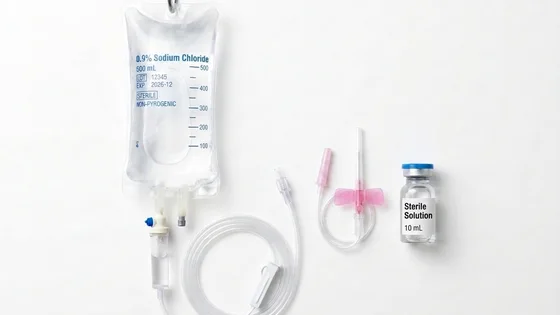 0.9% Sodium Chloride
500 mL
LOT 12345
EXP 2026-12
STERILE
NON-PYROGENIC
500
400
300
200
100
Sterile
Solution
10 mL